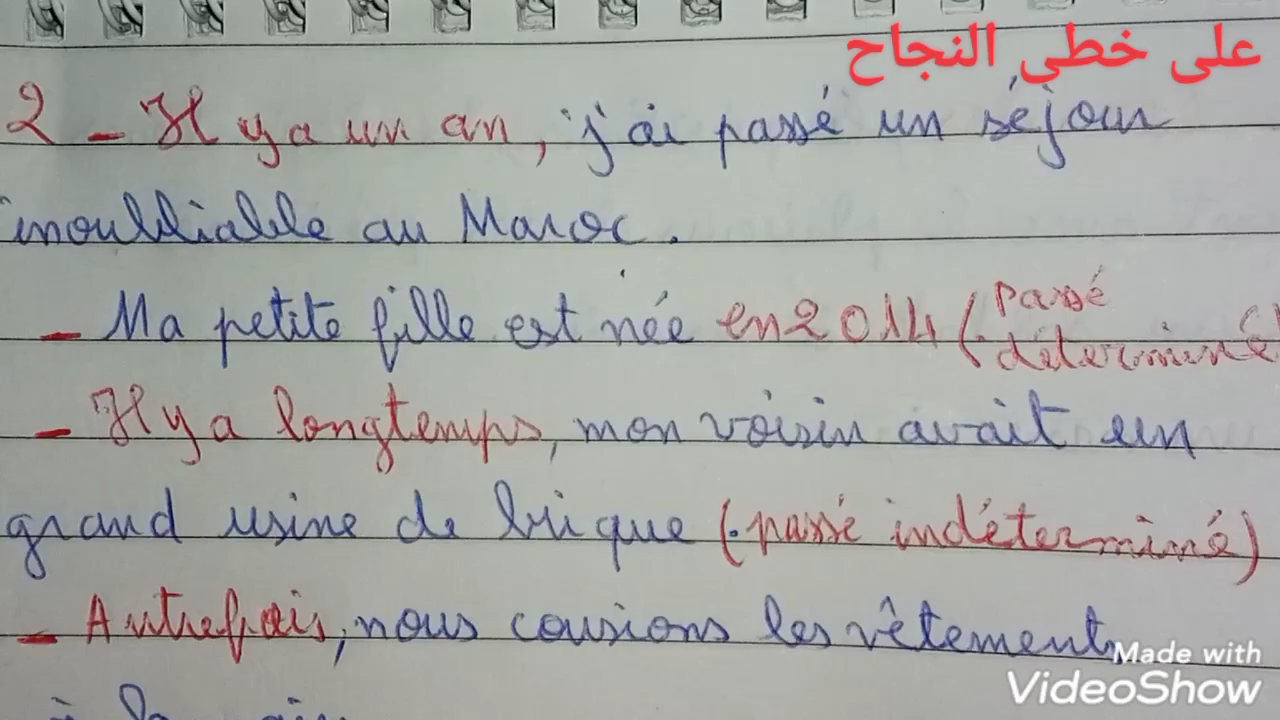 على خطى النجاح
2 - Il y a un an, j'ai passé un séjour
inoubliable au Maroc.
- Ma petite fille est née en 2014 (passé
déterminé)
- Il y a longtemps, mon voisin avait un
grand usine de brique (passé indéterminé)
- Autrefois, nous cousions les vêtements
Made with
VideoShow